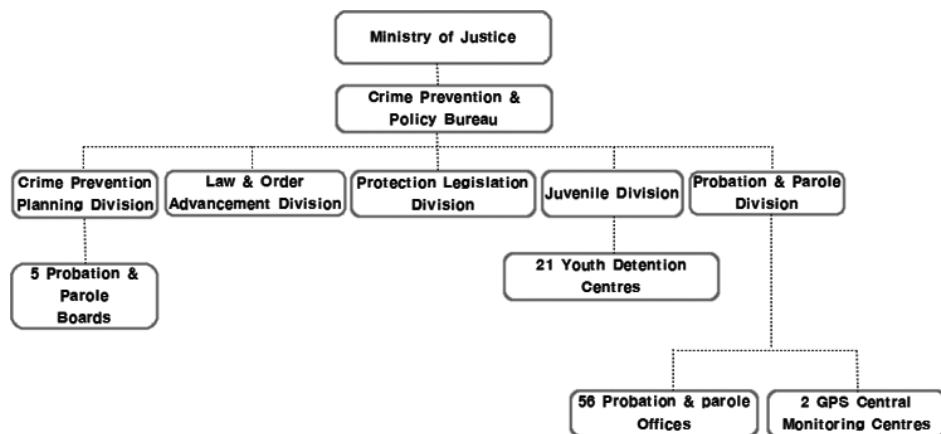 Ministry of Justice
Crime Prevention &
Policy Bureau
Crime Prevention
Planning Division
Law & Order
Advancement Division
Protection Legislation
Division
Juvenile Division
Probation & Parole
Division
5 Probation &
Parole
Boards
21 Youth Detention
Centres
56 Probation & parole
Offices
2 GPS Central
Monitoring Centres